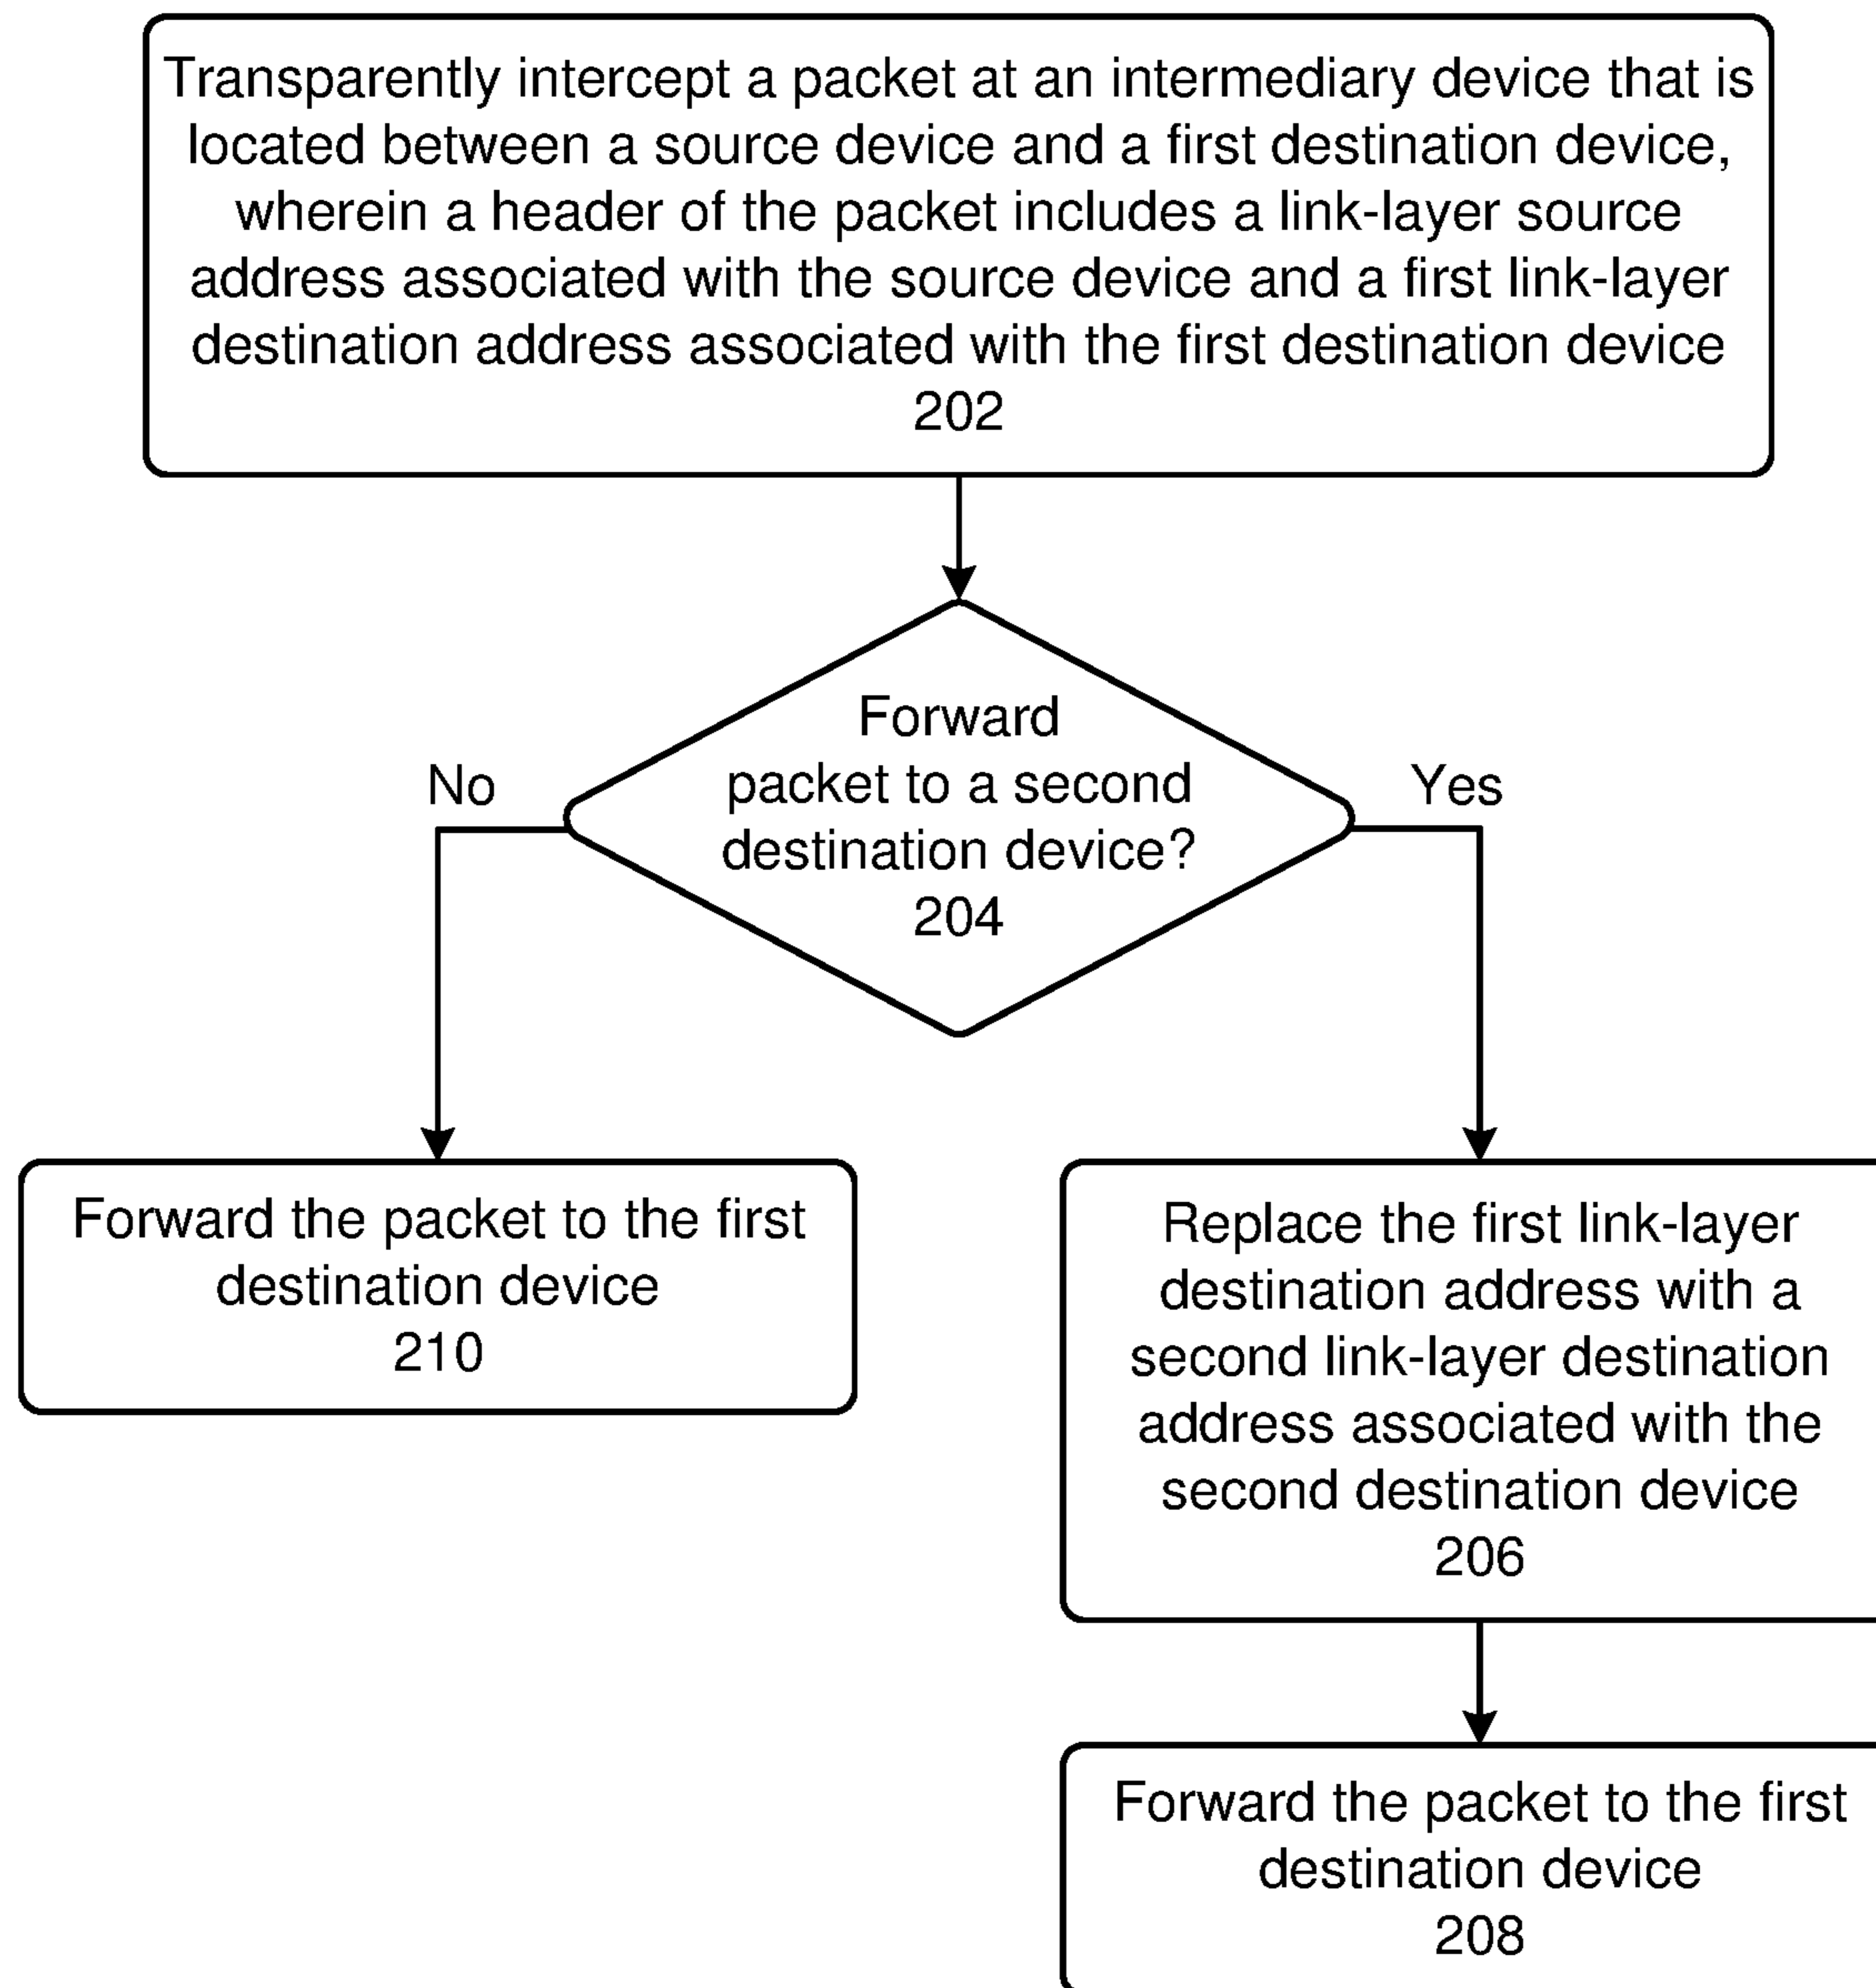 Transparently intercept a packet at an intermediary device that is
located between a source device and a first destination device,
wherein a header of the packet includes a link-layer source
address associated with the source device and a first link-layer
destination address associated with the first destination device
202
Forward
packet to a second
destination device?
204
No
Yes
Forward the packet to the first
destination device
210
Replace the first link-layer
destination address with a
second link-layer destination
address associated with the
second destination device
206
Forward the packet to the first
destination device
208